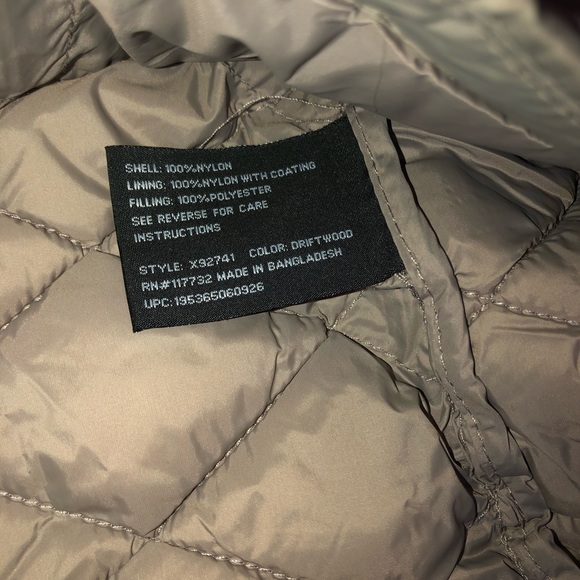 SHELL: 100%NYLON
LINING: 100%NYLON WITH COATING
FILLING: 100%POLYESTER
SEE REVERSE FOR CARE
INSTRUCTIONS
STYLE: X92741 COLOR: DRIFTWOOD
RN#117732 MADE IN BANGLADESH
UPC: 195365060926